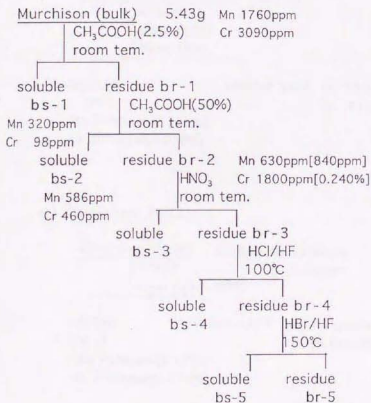 Murchison (bulk) 5.43g Mn 1760ppm
CH₃COOH(2.5%) Cr 3090ppm
room tem.
soluble residue br-1
bs-1 CH₃COOH(50%)
Mn 320ppm room tem.
Cr 98ppm
soluble residue br-2 Mn 630ppm[840ppm]
bs-2 HNO₃ Cr 1800ppm[0.240%]
Mn 586ppm room tem.
Cr 460ppm
soluble residue br-3
bs-3 HCl/HF
100℃
soluble residue br-4
bs-4 HBr/HF
150℃
soluble residue
bs-5 br-5